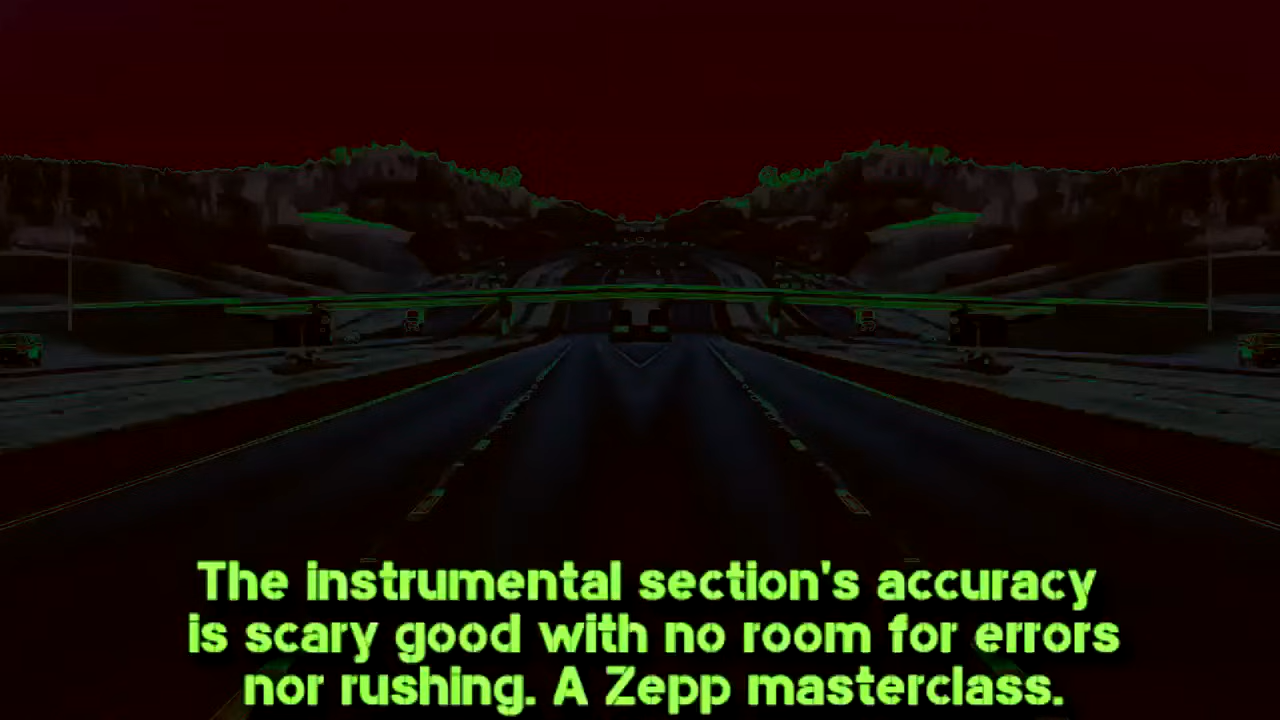 The instrumental section's accuracy
is scary good with no room for errors
nor rushing. A Zepp masterclass.